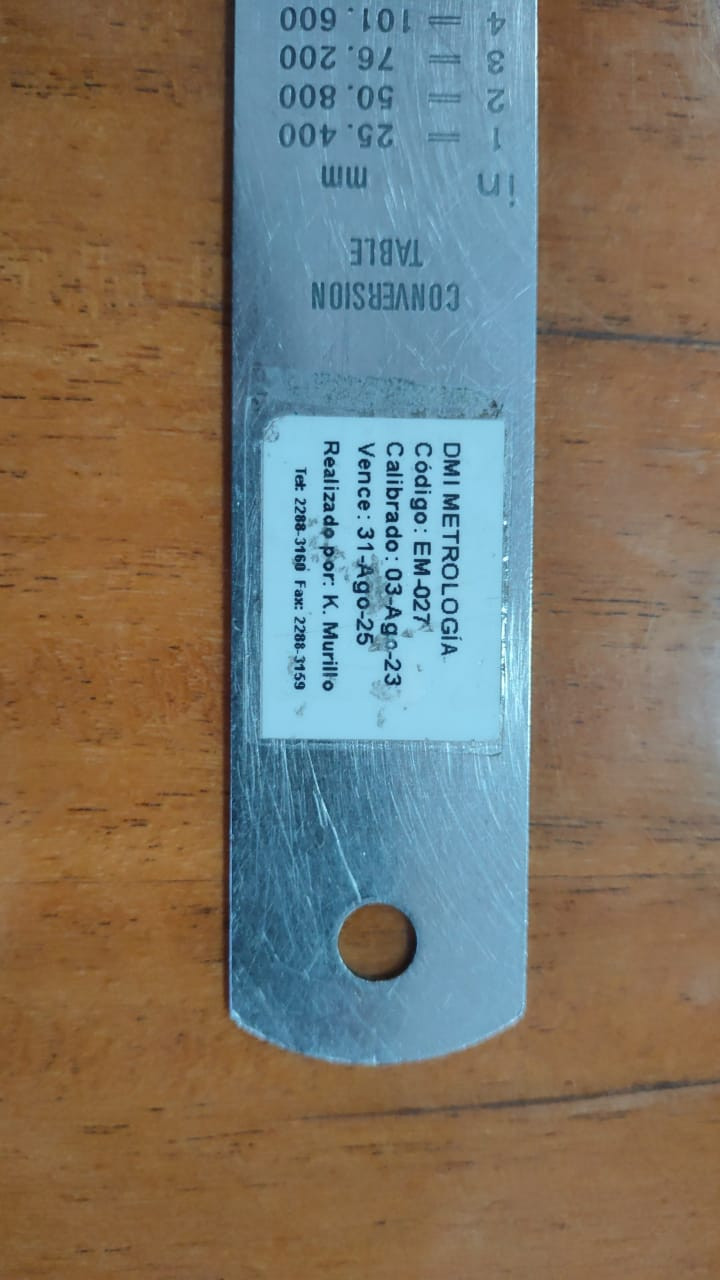 DMI METROLOGÍA
Código: EM-027
Calibrado: 03-Ago-23
Vence: 31-Ago-25
Realizado por: K. Murillo
Tel: 2288-3160 Fax: 2288-3159
CONVERSION
TABLE
in mm
1 = 25.400
2 = 50.800
3 = 76.200
4 = 101.600